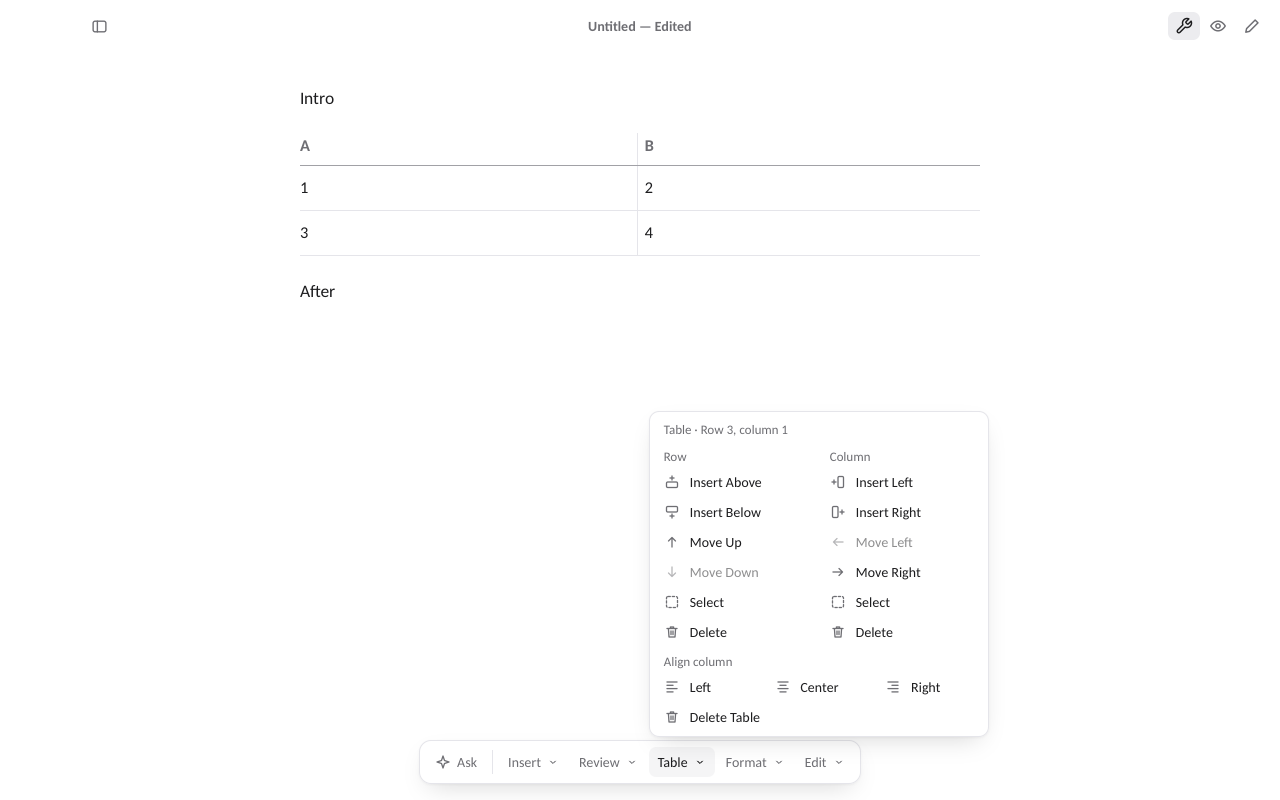 Untitled — Edited
Intro
A B
1 2
3 4
After
Table · Row 3, column 1
Row Column
Insert Above Insert Left
Insert Below Insert Right
Move Up Move Left
Move Down Move Right
Select Select
Delete Delete
Align column
Left Center Right
Delete Table
Ask Insert Review Table Format Edit